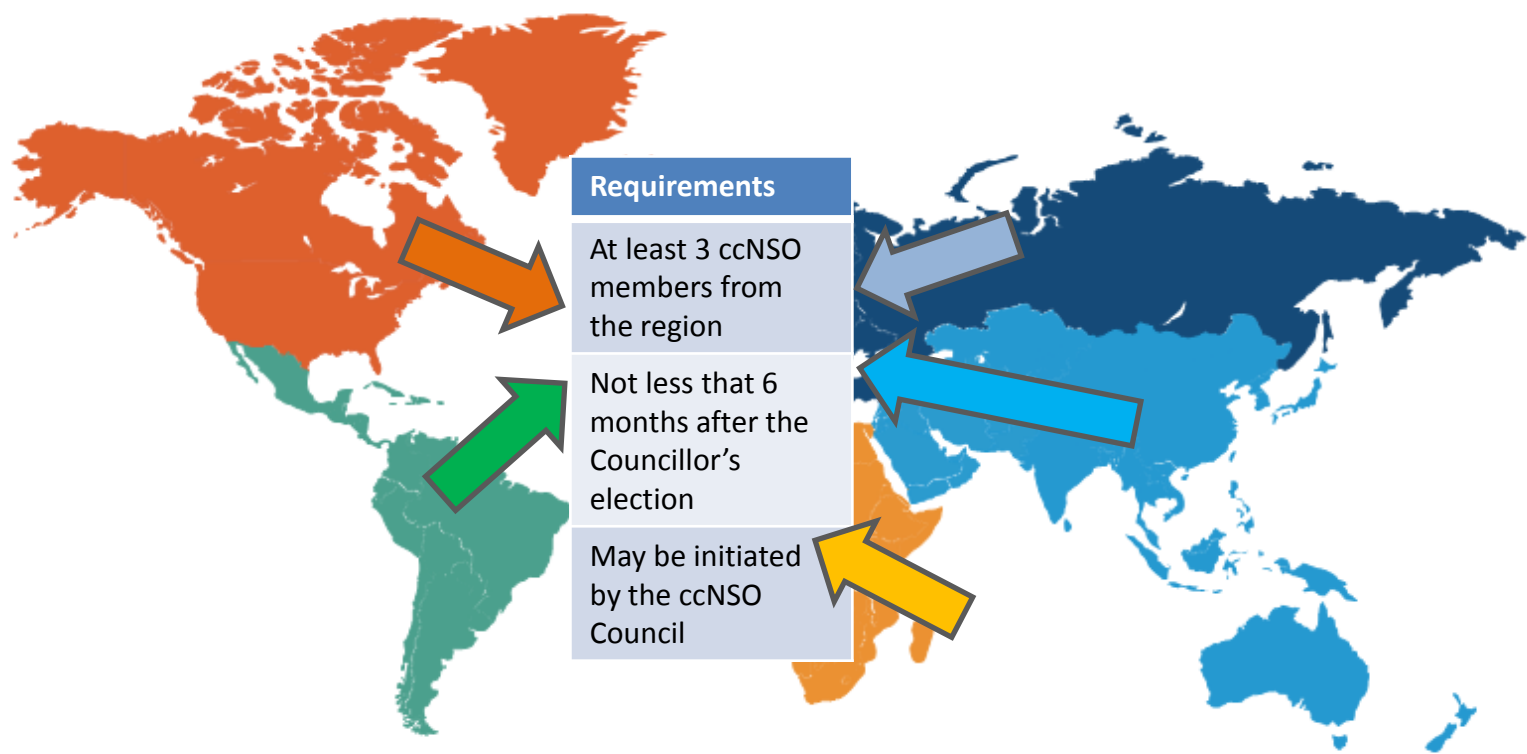 Requirements
At least 3 ccNSO
members from
the region
Not less that 6
months after the
Councillor’s
election
May be initiated
by the ccNSO
Council